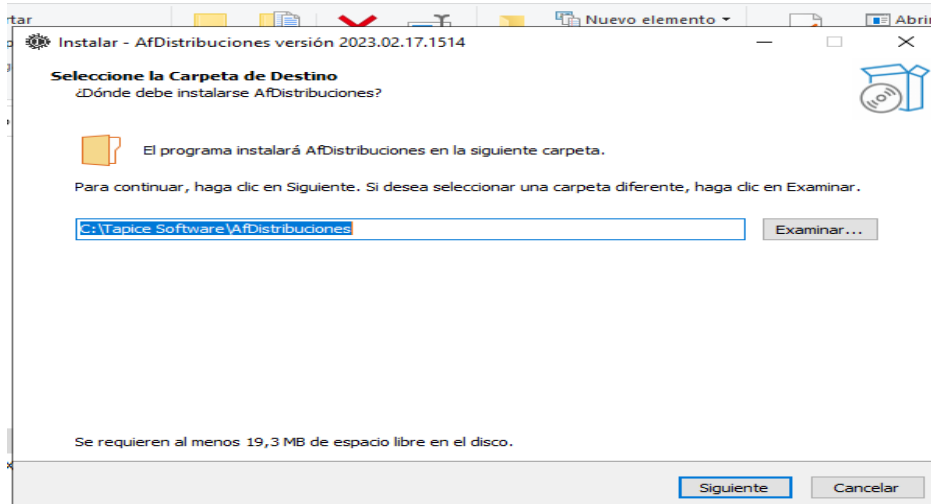 Nuevo elemento
Instalar - AfDistribuciones versión 2023.02.17.1514
Seleccione la Carpeta de Destino
¿Dónde debe instalarse AfDistribuciones?
El programa instalará AfDistribuciones en la siguiente carpeta.
Para continuar, haga clic en Siguiente. Si desea seleccionar una carpeta diferente, haga clic en Examinar.
C:\Tapice Software\AfDistribuciones
Examinar...
Se requieren al menos 19,3 MB de espacio libre en el disco.
Siguiente Cancelar